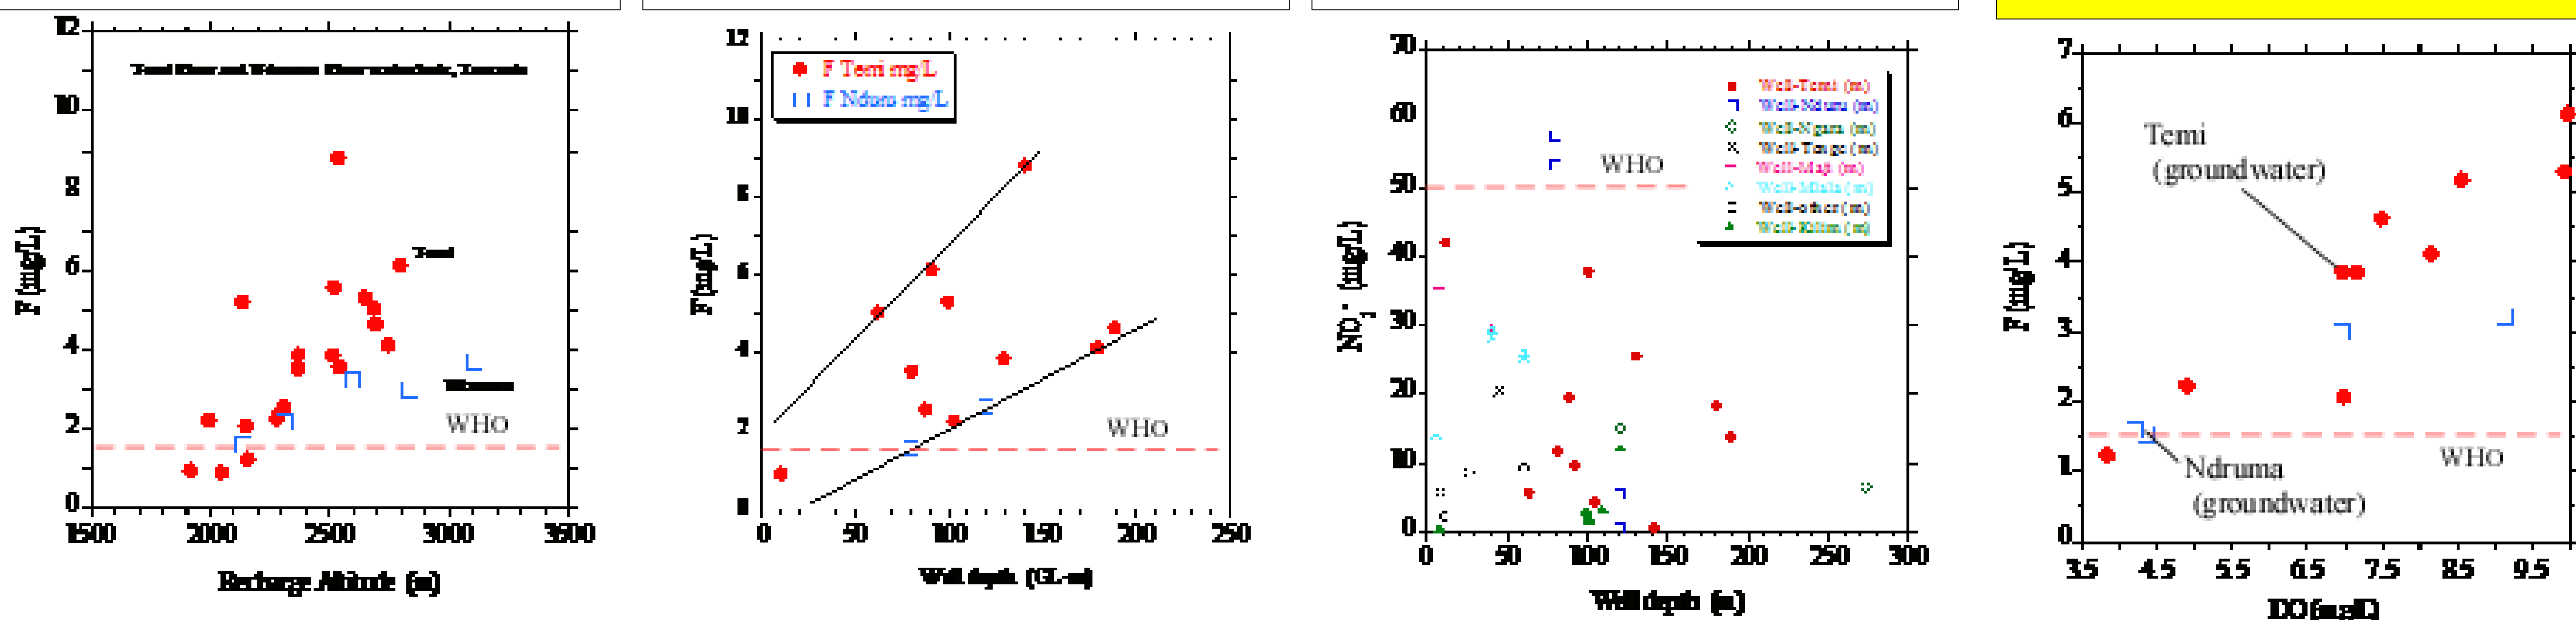 12
10
8
6
4
2
0
F (mg/L)
WHO
1500 2000 2500 3000 3500
Recharge Altitude (m)
12
10
8
6
4
2
0
F (mg/L)
F Temi mg/L
F Nduru mg/L
WHO
0 50 100 150 200 250
Well depth (GL-m)
70
60
50
40
30
20
10
0
NO3- (mg/L)
WHO
Well-Temi (m)
Well-Nduru (m)
Well-Ngara (m)
Well-Tenge (m)
Well-Maji (m)
Well-other (m)
0 50 100 150 200 250 300
Well depth (m)
7
6
5
4
3
2
1
0
F (mg/L)
Temi
(groundwater)
WHO
Ndruma
(groundwater)
3.5 4.5 5.5 6.5 7.5 8.5 9.5
DO (mg/L)